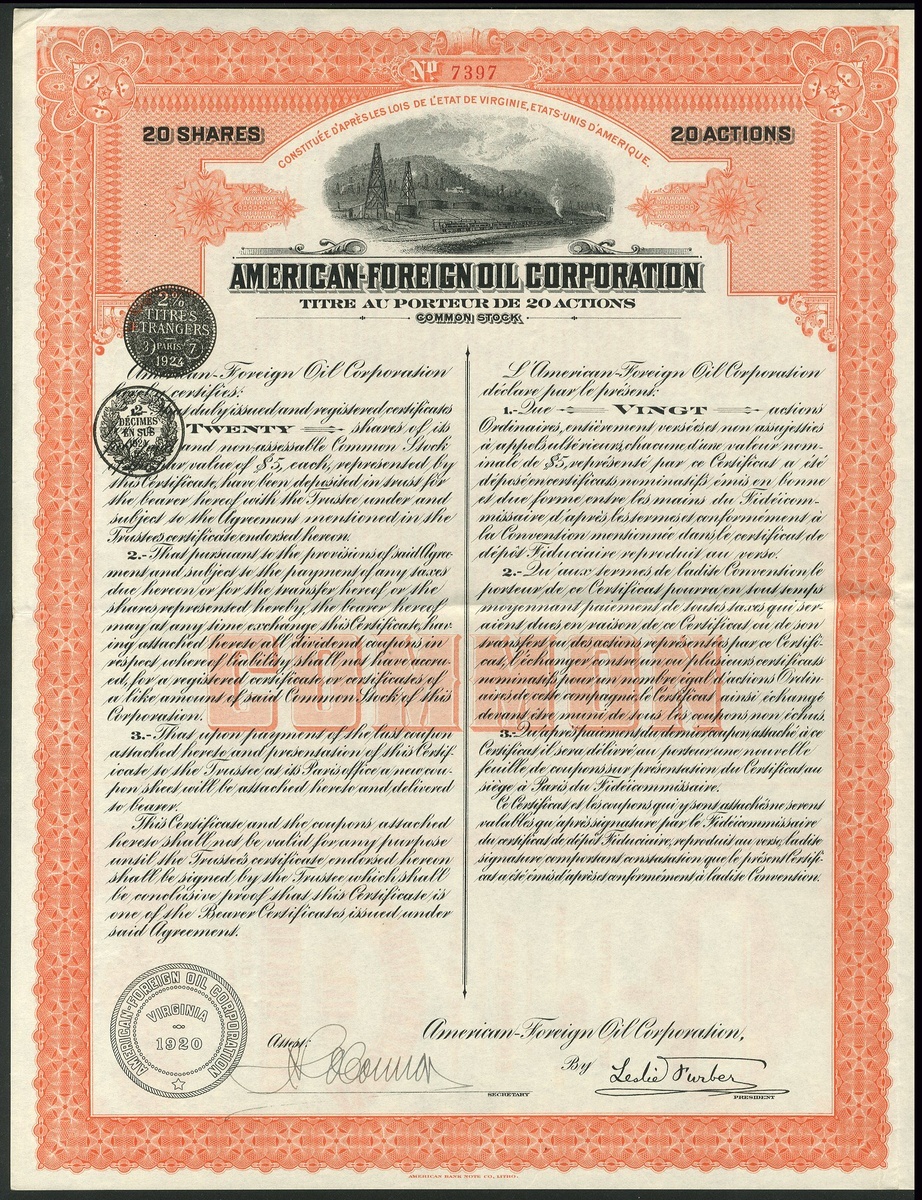 No 7397
CONSTITUÉE D'APRÈS LES LOIS DE L'ETAT DE VIRGINIE, ETATS-UNIS D'AMERIQUE.
20 SHARES
20 ACTIONS
AMERICAN-FOREIGN OIL CORPORATION
TITRE AU PORTEUR DE 20 ACTIONS
COMMON STOCK
2%
TITRES
ETRANGERS
3 PARIS 7
1924
2
DÉCIMES
EN SUS
1924
American-Foreign Oil Corporation
certifies:
duly issued and registered certificates
TWENTY shares of its
and non-assessable Common Stock
value of $5, each, represented by
this Certificate, have been deposited in trust for
the bearer hereof with the Trustee under and
subject to the Agreement mentioned in the
Trustee's certificate endorsed hereon.
2.- That pursuant to the provisions of said Agree-
ment and subject to the payment of any taxes
due hereon or for the transfer hereof or the
shares represented hereby, the bearer hereof
may at any time exchange this Certificate, hav-
ing attached hereto all dividend coupons in
respect whereof liability shall not have accru-
ed, for a registered certificate or certificates of
a like amount of said Common Stock of this
Corporation.
3.- That upon payment of the last coupon
attached hereto and presentation of this Certif-
icate to the Trustee at its Paris office a new cou-
pon sheet will be attached hereto and delivered
to bearer.
This Certificate and the coupons attached
hereto shall not be valid for any purpose
until the Trustee's certificate endorsed hereon
shall be signed by the Trustee which shall
be conclusive proof that this Certificate is
one of the Bearer Certificates issued under
said Agreement.
L'American-Foreign Oil Corporation
déclare par le présent:
1.- Que VINGT actions
Ordinaires, entièrement versées et non assujetties
à appels ultérieurs, chacune d'une valeur nom-
inale de $5, représenté par ce Certificat a été
déposé en certificats nominatifs émis en bonne
et due forme, entre les mains du Fidéicom-
missaire d'après les termes et conformément à
la Convention mentionnée dans le certificat de
dépôt Fiduciaire reproduit au verso.
2.- Qu'aux termes de ladite Convention le
porteur de ce Certificat pourra en tout temps
moyennant paiement de toutes taxes qui ser-
aient dues, en raison de ce Certificat ou de son
transfert ou des action représentés par ce Certifi-
cat, l'échanger contre un ou plusieurs certificats
nominatifs pour un nombre égal d'actions Ordin-
aires de cette compagnie, le Certificat ainsi échangé
devant être muni de tous les coupons non échus.
3.- Qu'après paiement du dernier coupon attaché à ce
Certificat il sera délivré au porteur une nouvelle
feuille de coupons sur présentation du Certificat au
siège à Paris du Fidéicommissaire.
Ce Certificat et les coupons qui y sont attachés ne seront
valables qu'après signature par le Fidéicommissaire
du certificat de dépôt Fiduciaire, reproduit au verso, ladite
signature comportant constatation que le présent Certifi-
cat a été émis d'après et conformément à ladite Convention.
COMMON
AMERICAN-FOREIGN OIL CORPORATION
VIRGINIA
1920
American-Foreign Oil Corporation,
Attest:
SECRETARY
By Leslie Furber
PRESIDENT
AMERICAN BANK NOTE CO, LITHO.